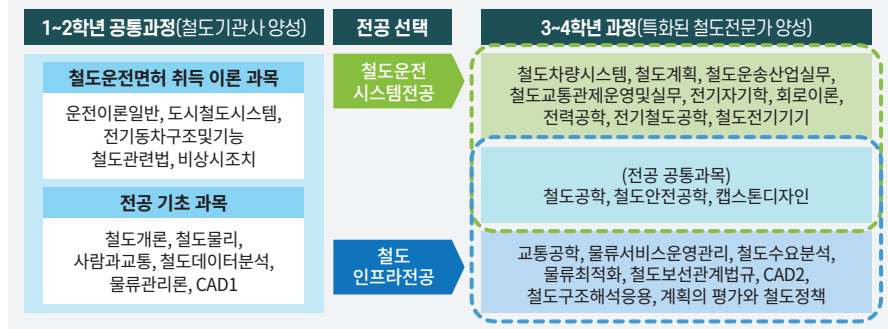 1~2학년 공통과정(철도기관사 양성)
철도운전면허 취득 이론 과목
운전이론일반, 도시철도시스템,
전기동차구조및기능
철도관련법, 비상시조치
전공 기초 과목
철도개론, 철도물리,
사람과교통, 철도데이터분석,
물류관리론, CAD1
전공 선택
철도운전
시스템전공
철도
인프라전공
3~4학년 과정(특화된 철도전문가 양성)
철도차량시스템, 철도계획, 철도운송산업실무,
철도교통관제운영및실무, 전기자기학, 회로이론,
전력공학, 전기철도공학, 철도전기기기
(전공 공통과목)
철도공학, 철도안전공학, 캡스톤디자인
교통공학, 물류서비스운영관리, 철도수요분석,
물류최적화, 철도보선관계법규, CAD2,
철도구조해석응용, 계획의 평가와 철도정책